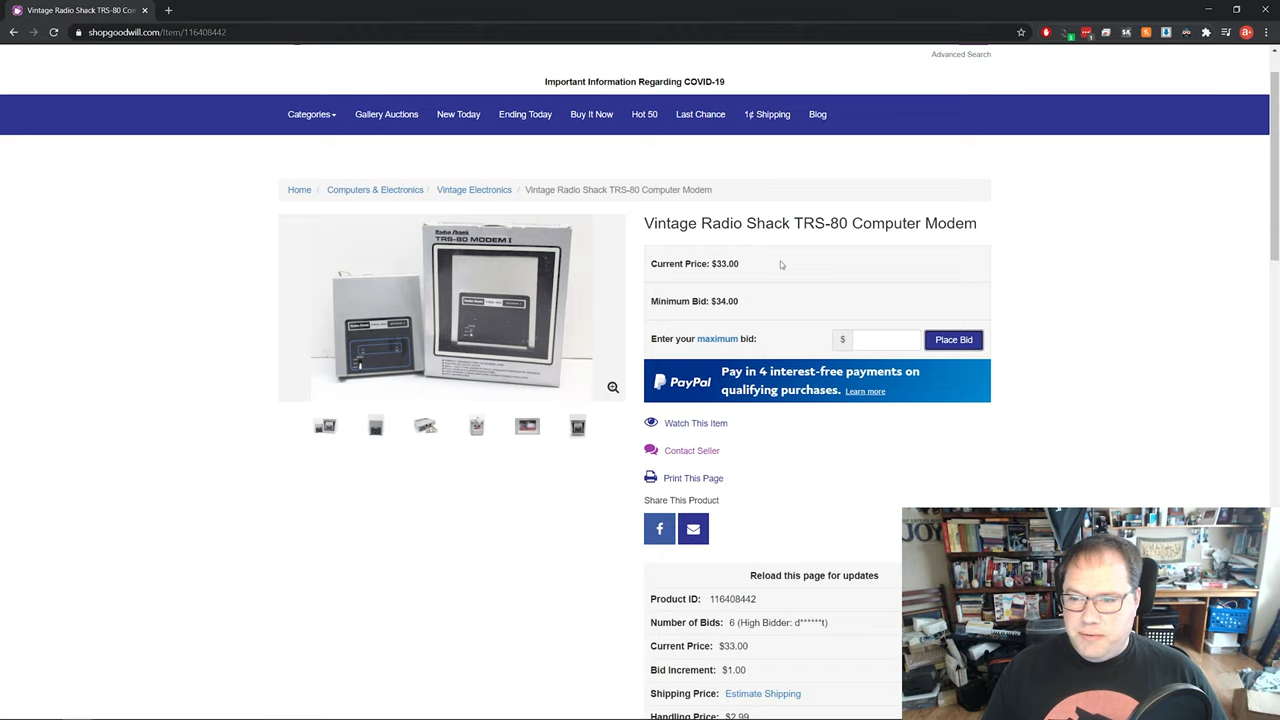 Vintage Radio Shack TRS-80 Com
shopgoodwill.com/Item/116408442
Advanced Search
Important Information Regarding COVID-19
Categories
Gallery Auctions
New Today
Ending Today
Buy It Now
Hot 50
Last Chance
1¢ Shipping
Blog
Home / Computers & Electronics / Vintage Electronics / Vintage Radio Shack TRS-80 Computer Modem
Radio Shack
TRS-80 MODEM I
Vintage Radio Shack TRS-80 Computer Modem
Current Price: $33.00
Minimum Bid: $34.00
Enter your maximum bid:
$
Place Bid
PayPal
Pay in 4 interest-free payments on
qualifying purchases. Learn more
Watch This Item
Contact Seller
Print This Page
Share This Product
Reload this page for updates
Product ID: 116408442
Number of Bids: 6 (High Bidder: d******t)
Current Price: $33.00
Bid Increment: $1.00
Shipping Price: Estimate Shipping
Handling Price: $2.99
JOY